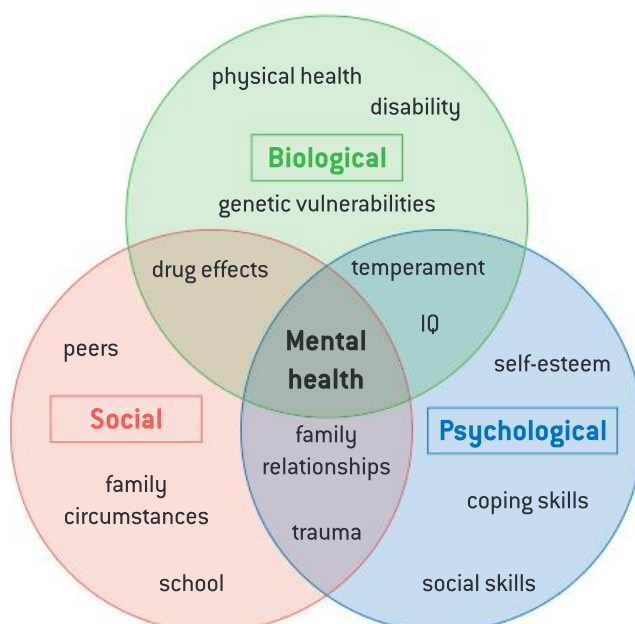 physical health
disability
Biological
genetic vulnerabilities
drug effects
temperament
IQ
Mental
health
peers
self-esteem
Social
Psychological
family
relationships
family
circumstances
coping skills
trauma
school
social skills